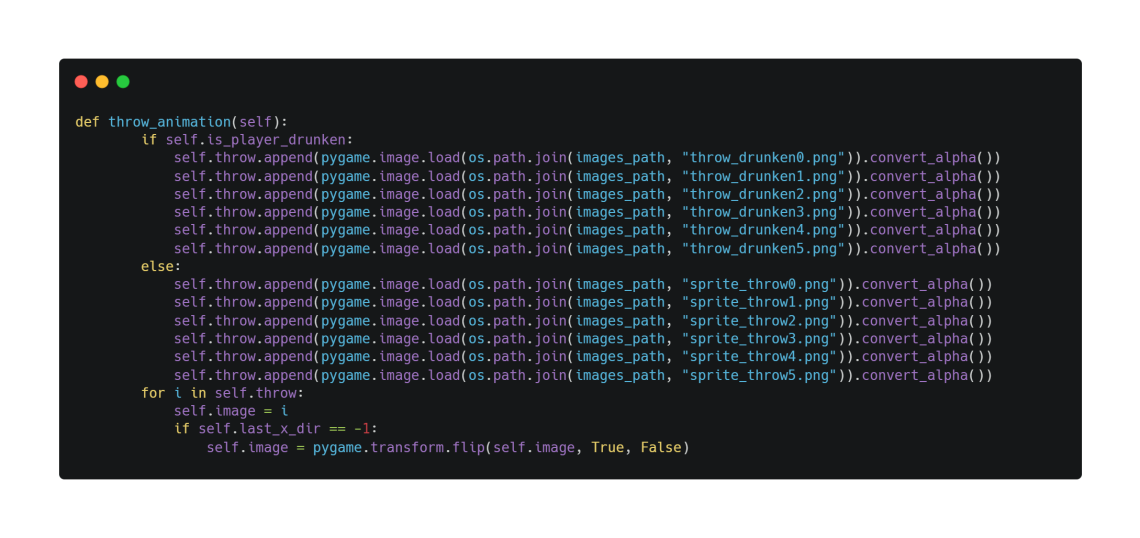 def throw_animation(self):
        if self.is_player_drunken:
            self.throw.append(pygame.image.load(os.path.join(images_path, "throw_drunken0.png")).convert_alpha())
            self.throw.append(pygame.image.load(os.path.join(images_path, "throw_drunken1.png")).convert_alpha())
            self.throw.append(pygame.image.load(os.path.join(images_path, "throw_drunken2.png")).convert_alpha())
            self.throw.append(pygame.image.load(os.path.join(images_path, "throw_drunken3.png")).convert_alpha())
            self.throw.append(pygame.image.load(os.path.join(images_path, "throw_drunken4.png")).convert_alpha())
            self.throw.append(pygame.image.load(os.path.join(images_path, "throw_drunken5.png")).convert_alpha())
        else:
            self.throw.append(pygame.image.load(os.path.join(images_path, "sprite_throw0.png")).convert_alpha())
            self.throw.append(pygame.image.load(os.path.join(images_path, "sprite_throw1.png")).convert_alpha())
            self.throw.append(pygame.image.load(os.path.join(images_path, "sprite_throw2.png")).convert_alpha())
            self.throw.append(pygame.image.load(os.path.join(images_path, "sprite_throw3.png")).convert_alpha())
            self.throw.append(pygame.image.load(os.path.join(images_path, "sprite_throw4.png")).convert_alpha())
            self.throw.append(pygame.image.load(os.path.join(images_path, "sprite_throw5.png")).convert_alpha())
        for i in self.throw:
            self.image = i
            if self.last_x_dir == -1:
                self.image = pygame.transform.flip(self.image, True, False)